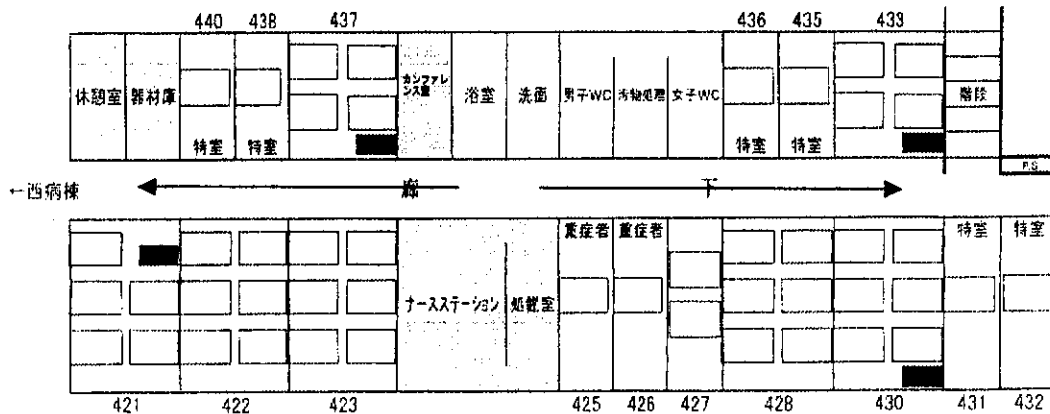 440 438 437 436 435 433
休憩室 器材庫 特室 特室 カンファレンス室 浴室 洗面 男子WC 汚物処理 女子WC 特室 特室 階段
P.S
←西病棟 廊 下
重症者 重症者 特室 特室
ナースステーション 処置室
421 422 423 425 426 427 428 430 431 432